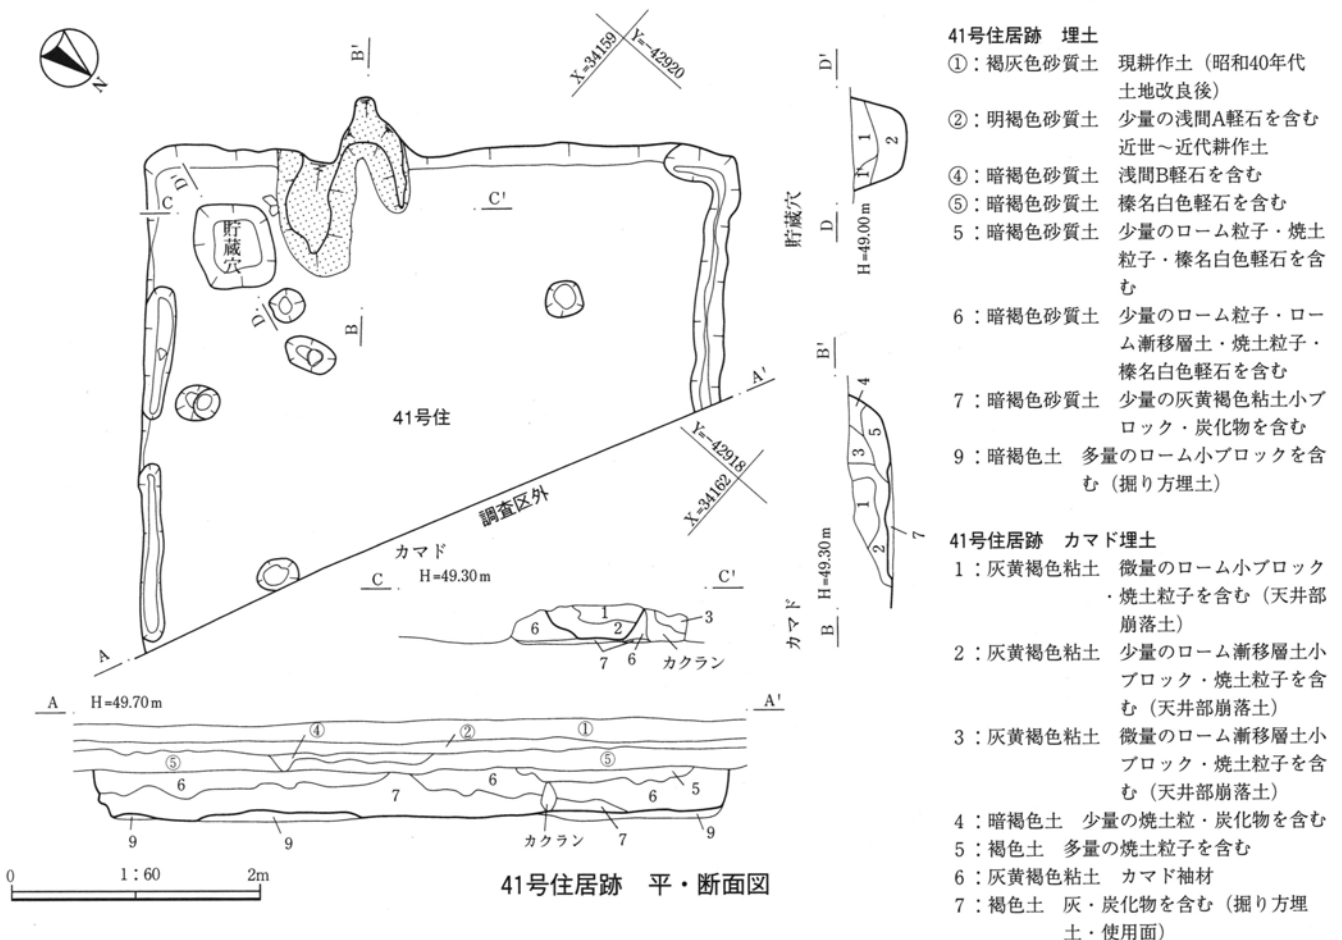 N
B'
X=34159
Y=-42920
D'
C
C'
貯蔵穴
D
B
41号住
A'
Y=-42918
X=34162
調査区外
A
D'
1
2
1'
D
貯蔵穴
H=49.00m
B'
4
5
3
1
2
7
B
H=49.30m
カマド
カマド
C H=49.30m C'
1
3
6
2
7 6 カクラン
A H=49.70m A'
④ ② ①
⑤ ⑤
6 6 5
7 6
9 9 カクラン 7 9
0 1:60 2m
41号住居跡 平・断面図
41号住居跡 埋土
①:褐灰色砂質土 現耕作土(昭和40年代
土地改良後)
②:明褐色砂質土 少量の浅間A軽石を含む
近世~近代耕作土
④:暗褐色砂質土 浅間B軽石を含む
⑤:暗褐色砂質土 榛名白色軽石を含む
5:暗褐色砂質土 少量のローム粒子・焼土
粒子・榛名白色軽石を含
む
6:暗褐色砂質土 少量のローム粒子・ロー
ム漸移層土・焼土粒子・
榛名白色軽石を含む
7:暗褐色砂質土 少量の灰黄褐色粘土小ブ
ロック・炭化物を含む
9:暗褐色土 多量のローム小ブロックを含
む(掘り方埋土)
41号住居跡 カマド埋土
1:灰黄褐色粘土 微量のローム小ブロック
・焼土粒子を含む(天井部
崩落土)
2:灰黄褐色粘土 少量のローム漸移層土小
ブロック・焼土粒子を含
む(天井部崩落土)
3:灰黄褐色粘土 微量のローム漸移層土小
ブロック・焼土粒子を含
む(天井部崩落土)
4:暗褐色土 少量の焼土粒・炭化物を含む
5:褐色土 多量の焼土粒子を含む
6:灰黄褐色粘土 カマド袖材
7:褐色土 灰・炭化物を含む(掘り方埋
土・使用面)